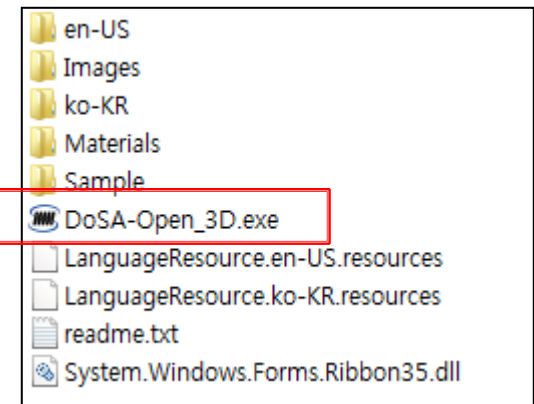 en-US
Images
ko-KR
Materials
Sample
DoSA-Open_3D.exe
LanguageResource.en-US.resources
LanguageResource.ko-KR.resources
readme.txt
System.Windows.Forms.Ribbon35.dll